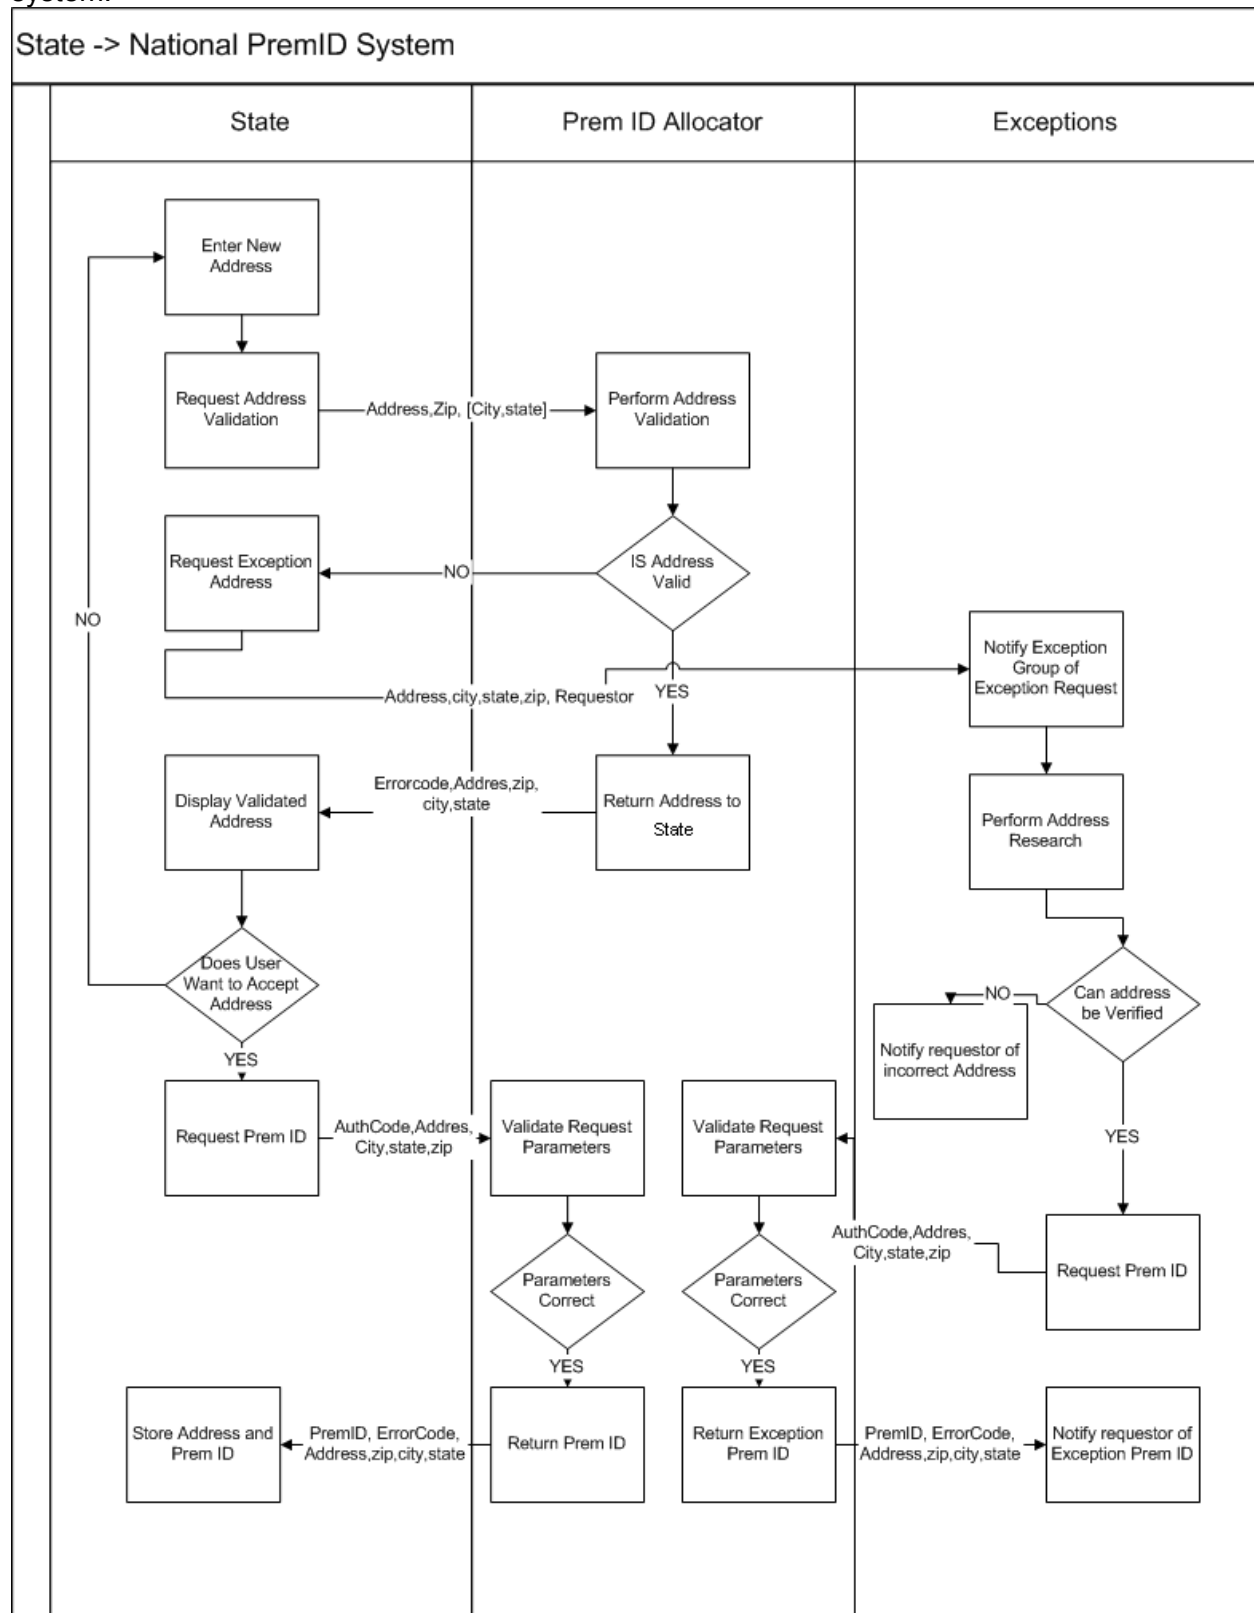 system.
State -> National PremID System
State
Prem ID Allocator
Exceptions
Enter New
Address
Request Address
Validation
Address,Zip, [City,state]
Perform Address
Validation
Request Exception
Address
NO
IS Address
Valid
NO
Notify Exception
Group of
Exception Request
Address,city,state,zip, Requestor
YES
Display Validated
Address
Errorcode,Addres,zip,
city,state
Return Address to
State
Perform Address
Research
Does User
Want to Accept
Address
NO
Can address
be Verified
Notify requestor of
incorrect Address
YES
YES
Request Prem ID
AuthCode,Addres,
City,state,zip
Validate Request
Parameters
Validate Request
Parameters
AuthCode,Addres,
City,state,zip
Request Prem ID
Parameters
Correct
Parameters
Correct
YES
YES
Store Address and
Prem ID
PremID, ErrorCode,
Address,zip,city,state
Return Prem ID
Return Exception
Prem ID
PremID, ErrorCode,
Address,zip,city,state
Notify requestor of
Exception Prem ID